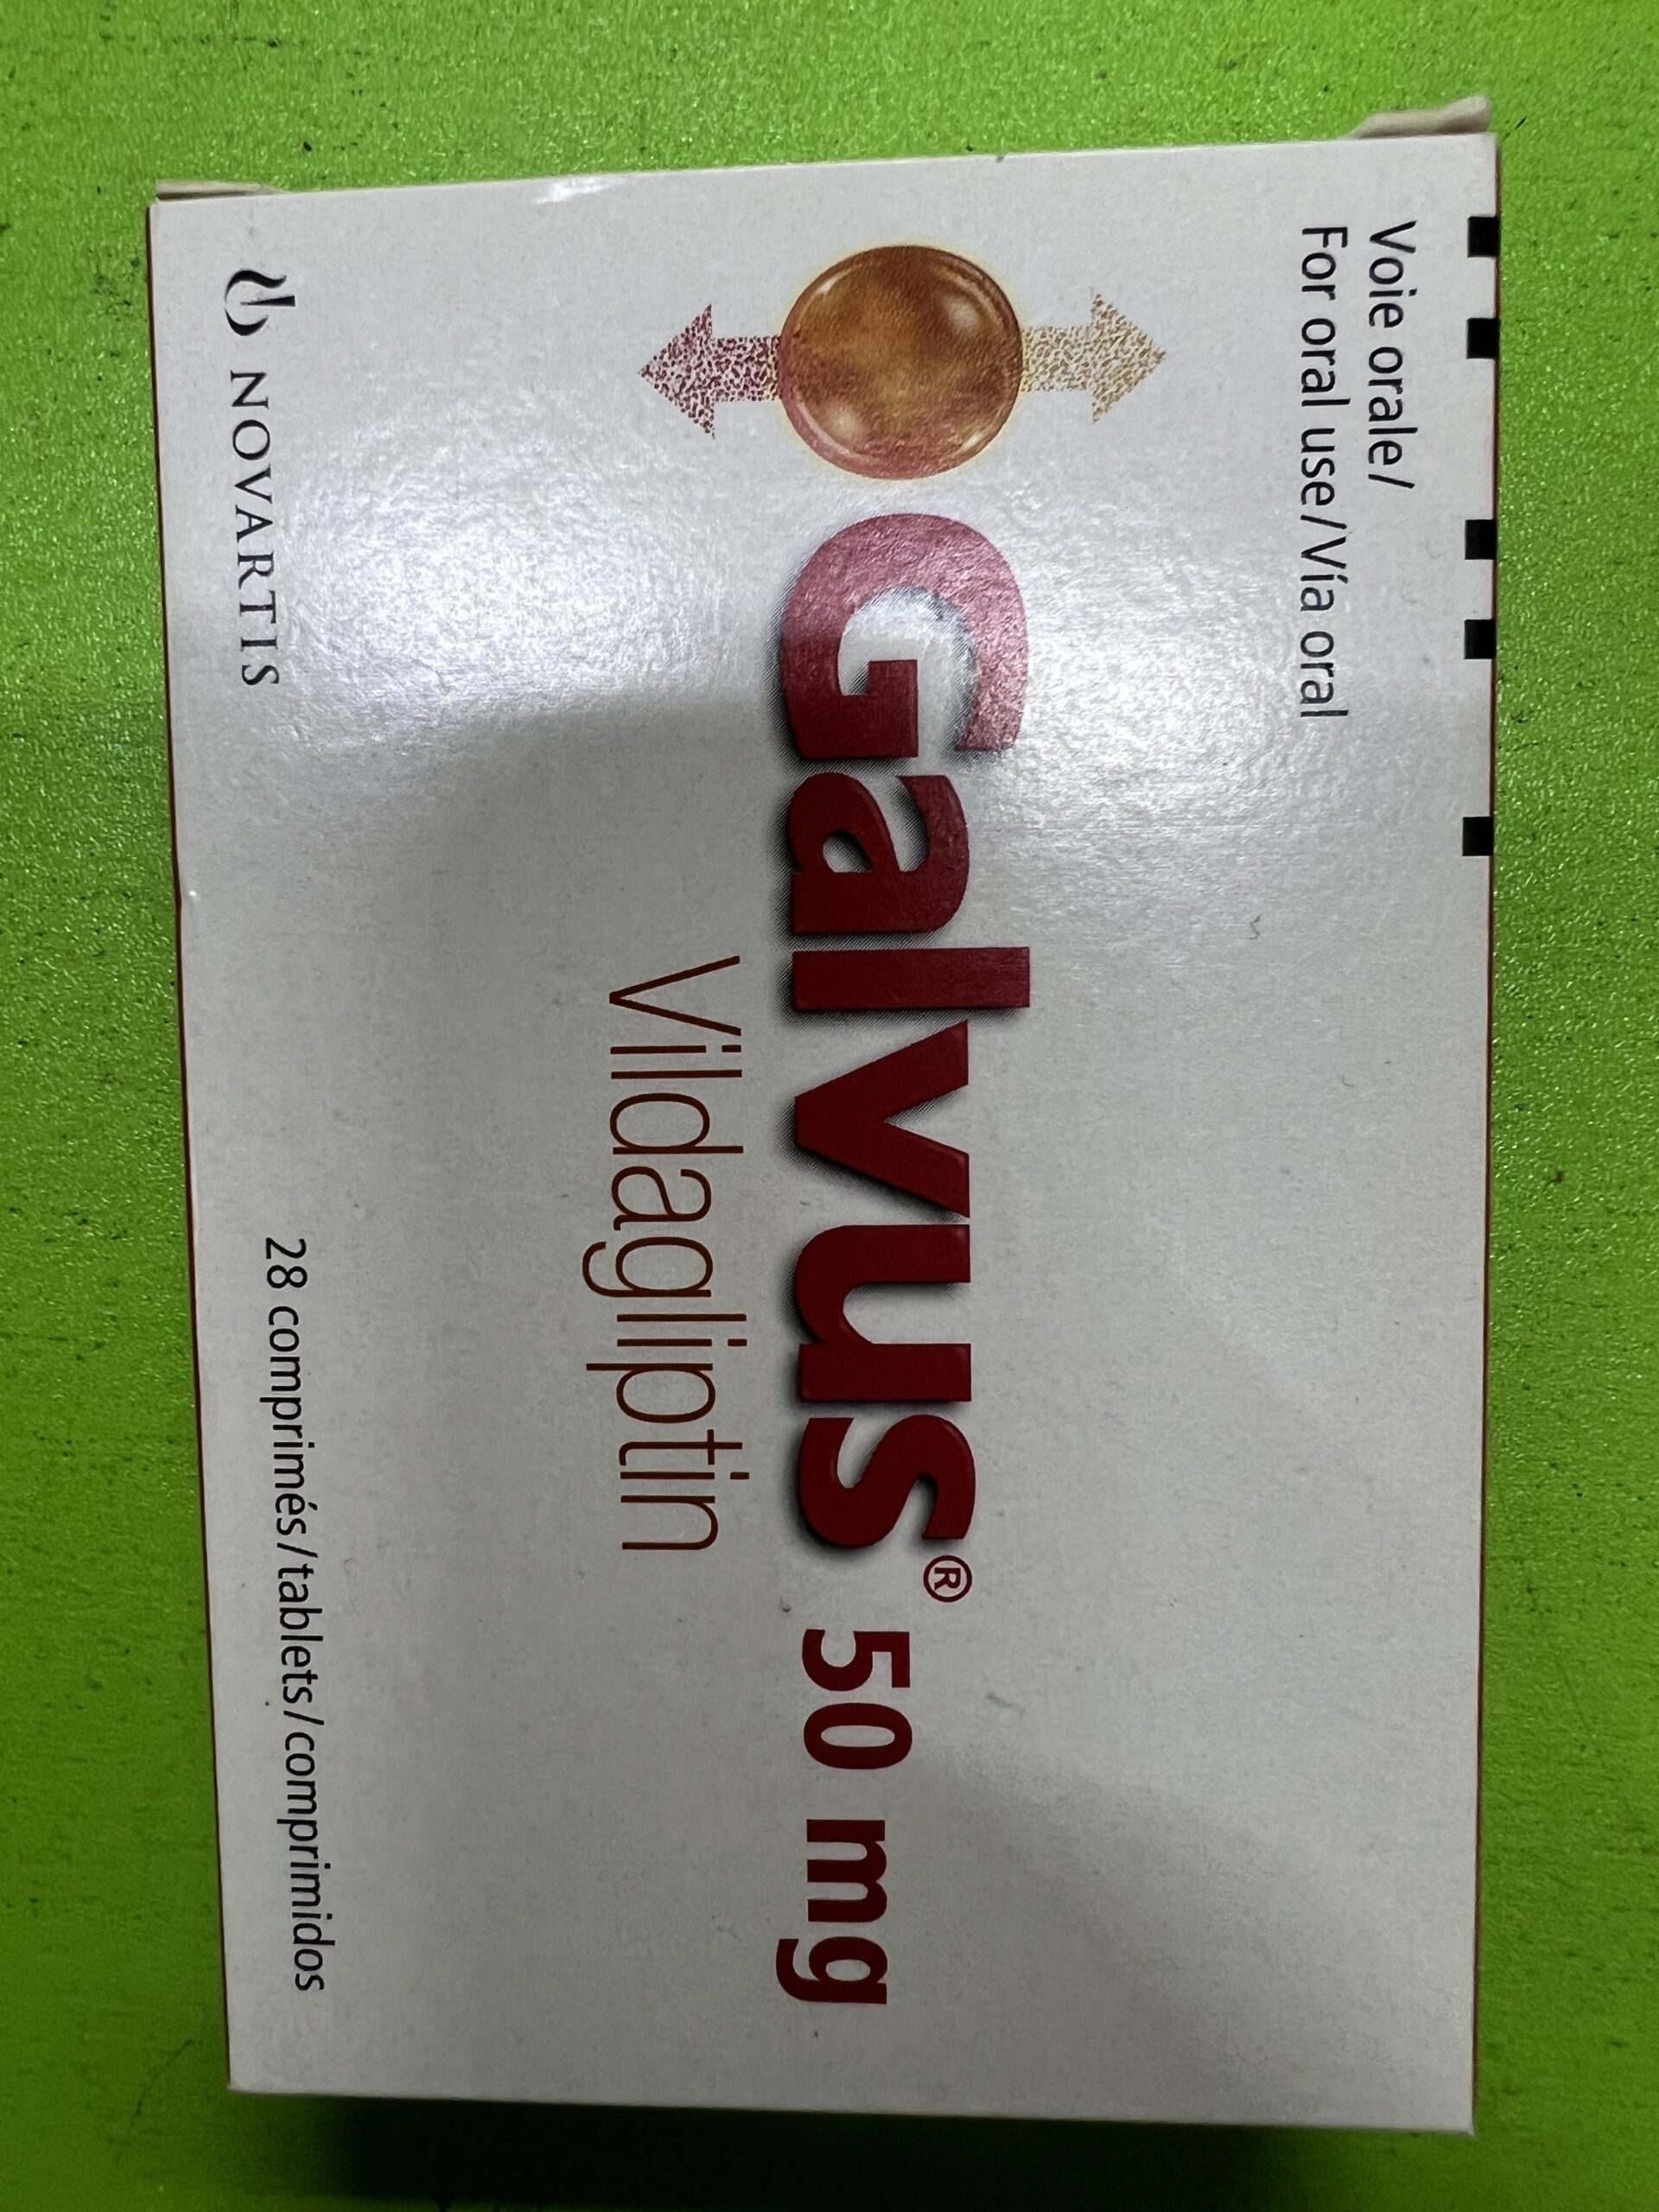 Voie orale/
For oral use/Vía oral
Galvus® 50 mg
Vildagliptin
NOVARTIS
28 comprimés/tablets/comprimidos